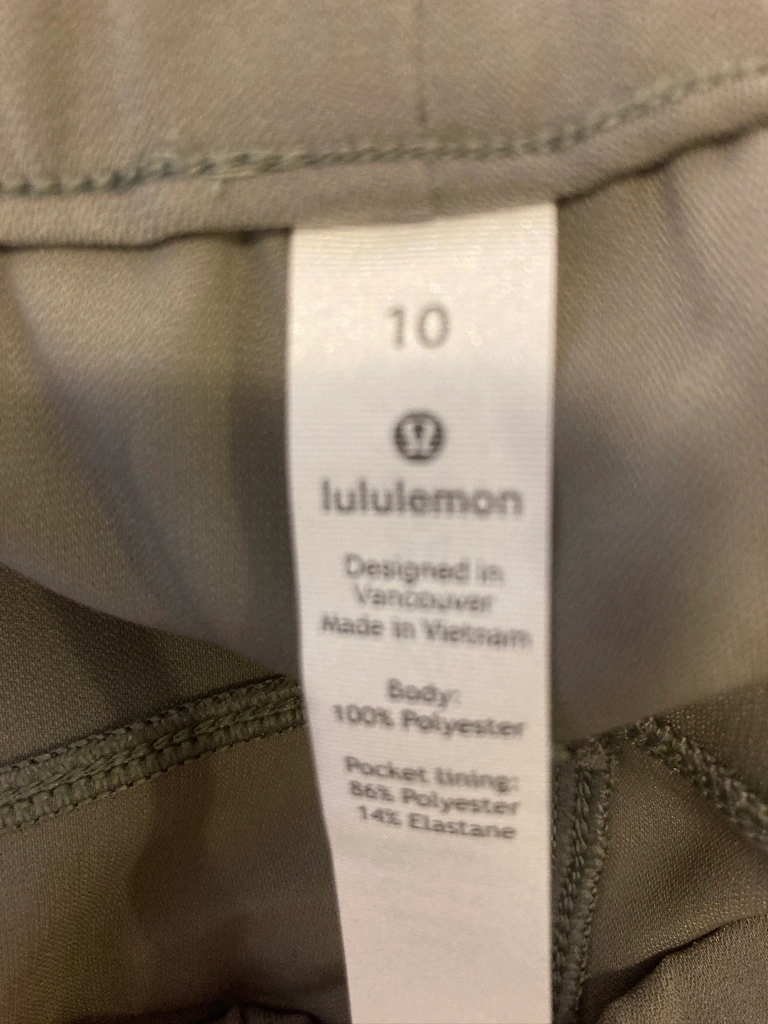 10
lululemon
Designed in
Vancouver
Made in Vietnam
Body:
100% Polyester
Pocket lining:
86% Polyester
14% Elastane